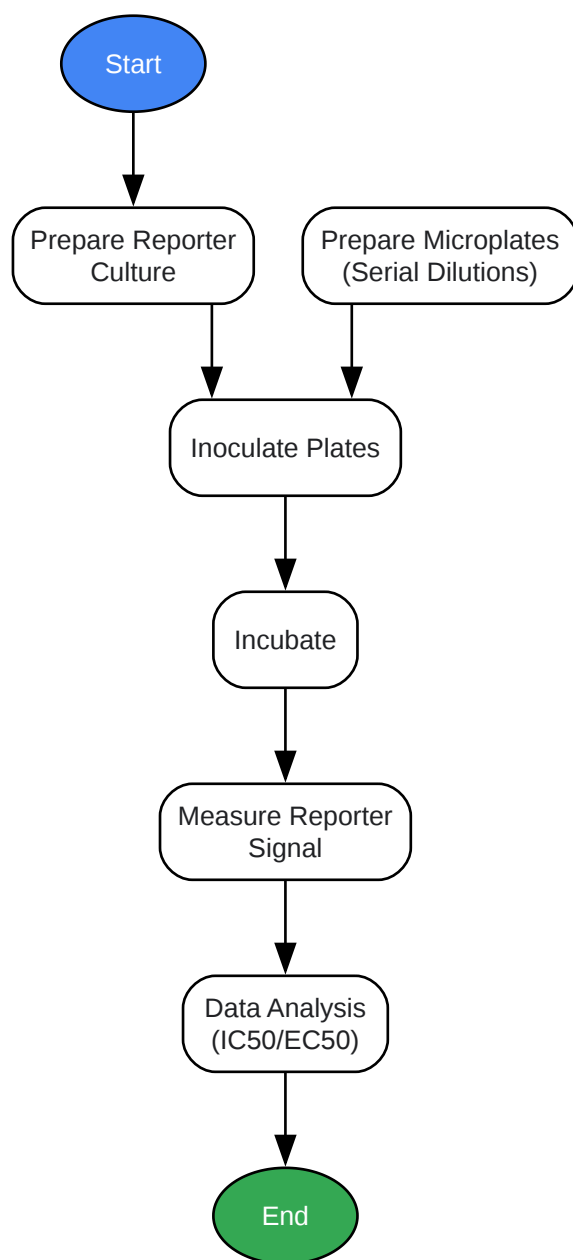 Start
Prepare Reporter
Culture
Prepare Microplates
(Serial Dilutions)
Inoculate Plates
Incubate
Measure Reporter
Signal
Data Analysis
(IC50/EC50)
End